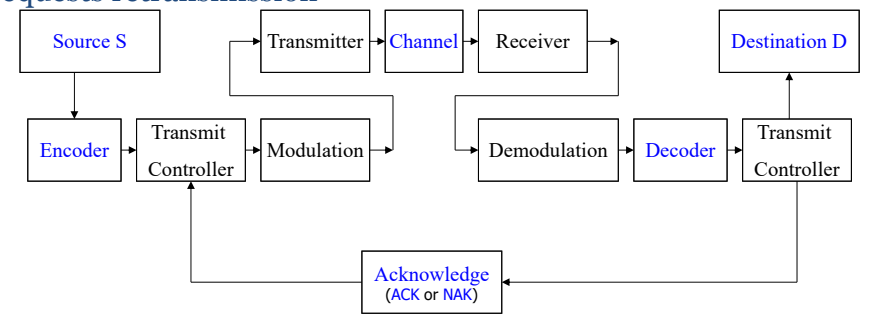 equests retransmission
Source S
Transmitter
Channel
Receiver
Destination D
Encoder
Transmit
Controller
Modulation
Demodulation
Decoder
Transmit
Controller
Acknowledge
(ACK or NAK)